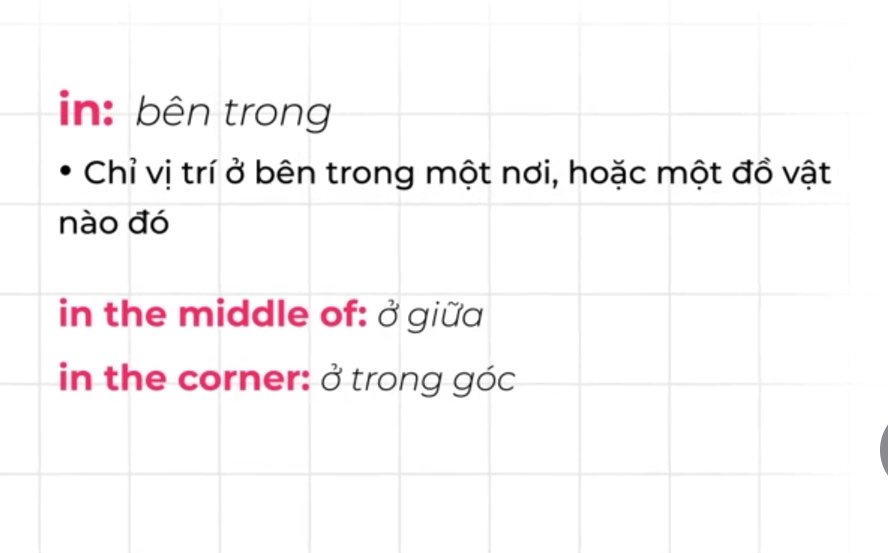 in: bên trong
• Chỉ vị trí ở bên trong một nơi, hoặc một đồ vật
nào đó
in the middle of: ở giữa
in the corner: ở trong góc